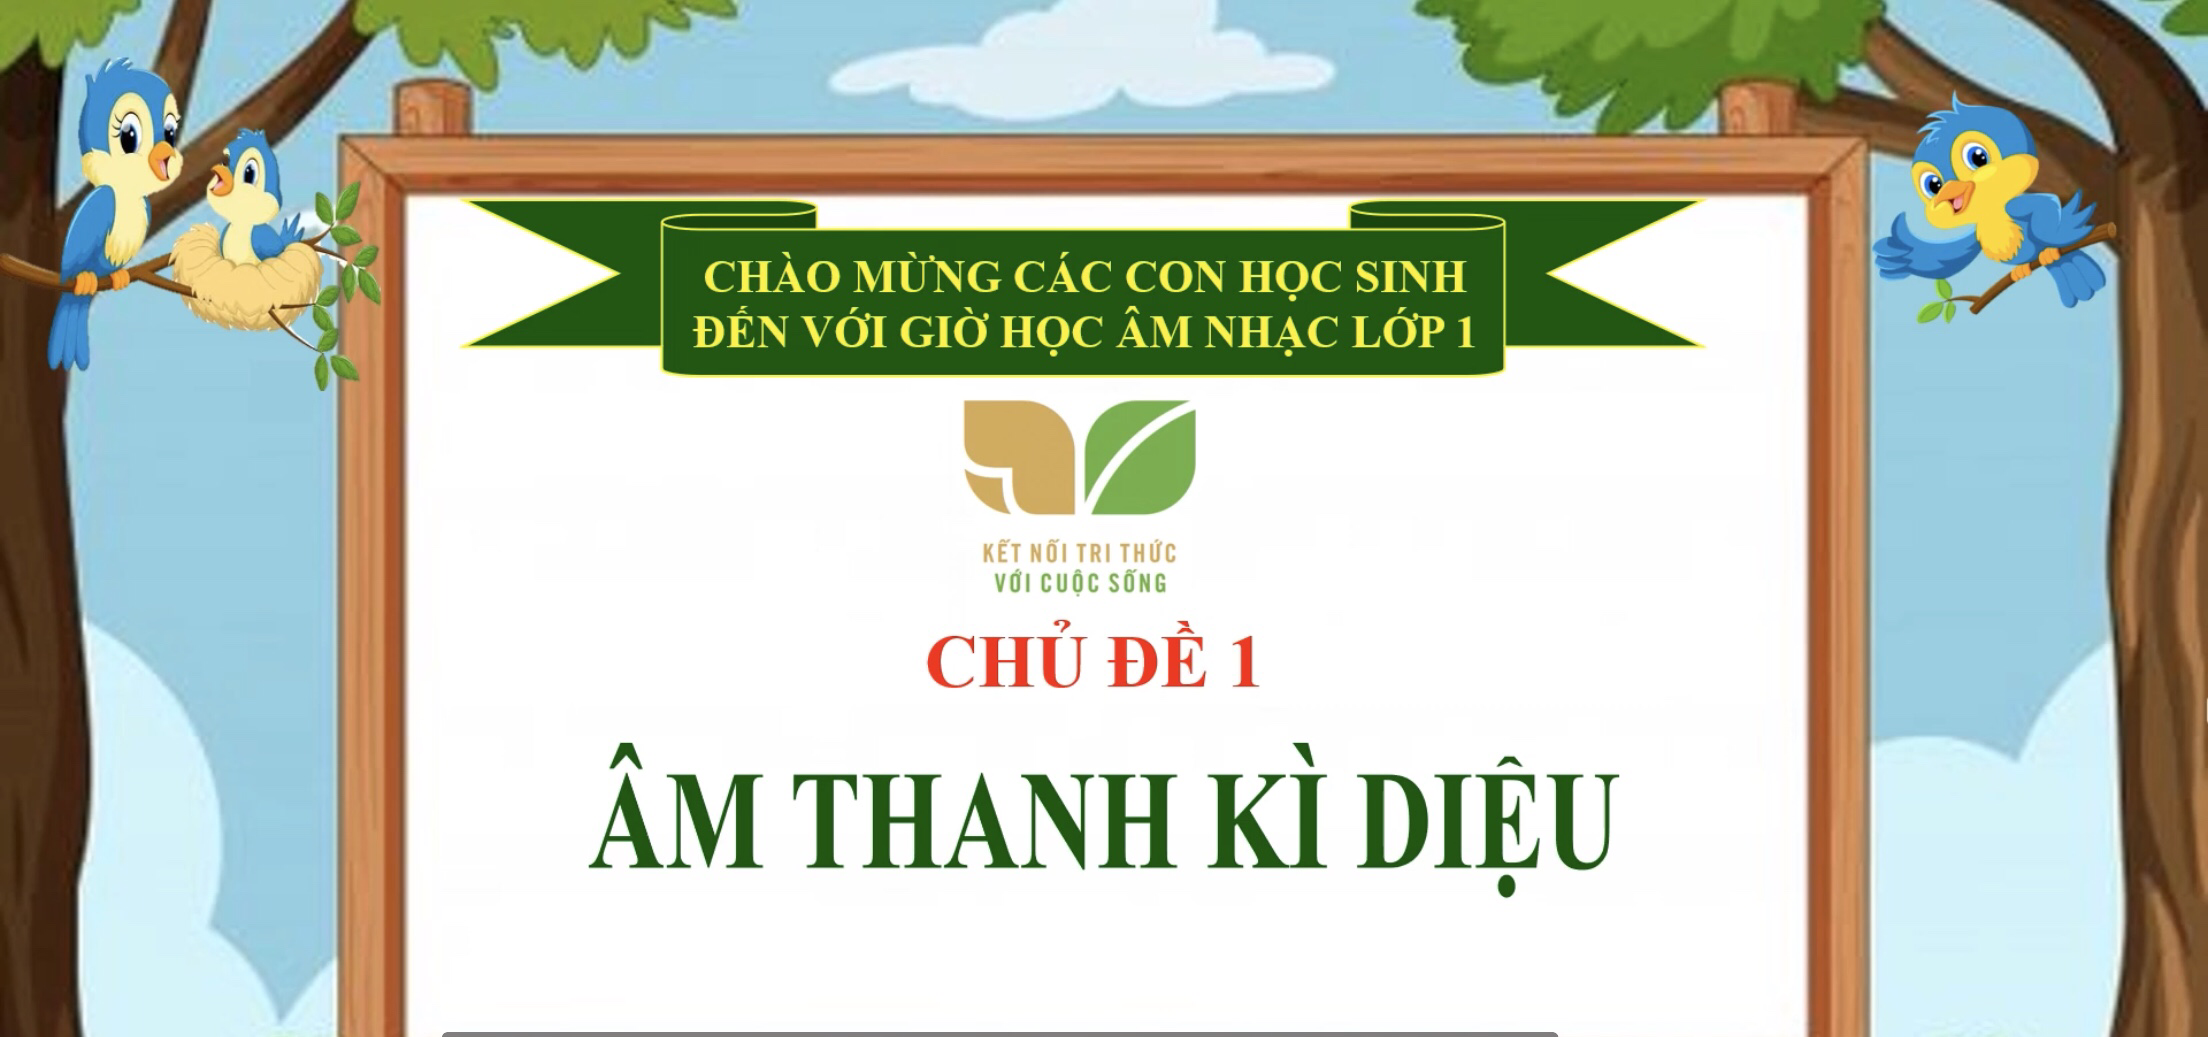 CHÀO MỪNG CÁC CON HỌC SINH
ĐẾN VỚI GIỜ HỌC ÂM NHẠC LỚP 1
KẾT NỐI TRI THỨC
VỚI CUỘC SỐNG
CHỦ ĐỀ 1
ÂM THANH KÌ DIỆU